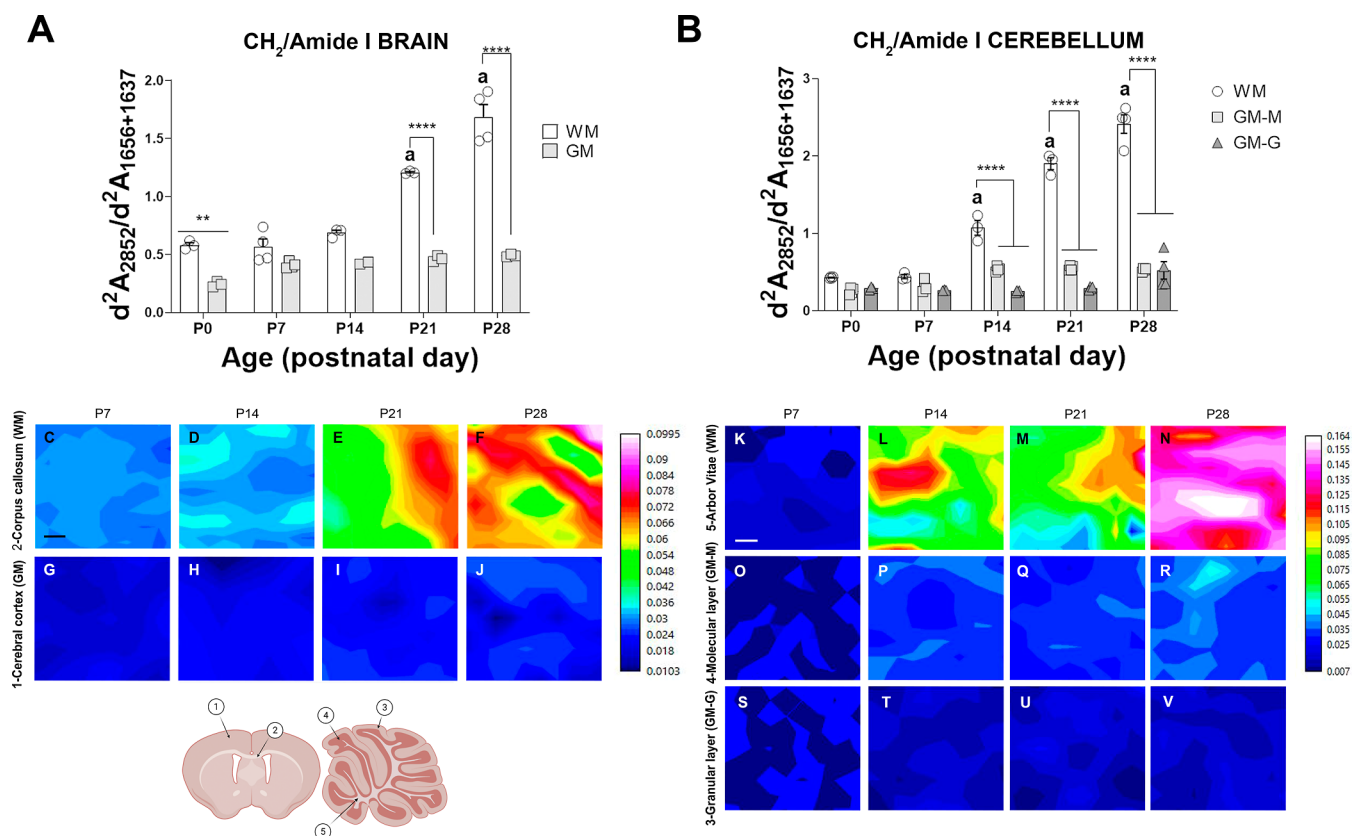 A
CH₂/Amide I BRAIN
d²A₂₈₅₂/d²A₁₆₅₆₊₁₆₃₇
2.0
1.5
1.0
0.5
0.0
**
a
****
a
****
P0 P7 P14 P21 P28
Age (postnatal day)
WM
GM
B
CH₂/Amide I CEREBELLUM
d²A₂₈₅₂/d²A₁₆₅₆₊₁₆₃₇
3
2
1
0
a
****
a
****
a
****
P0 P7 P14 P21 P28
Age (postnatal day)
WM
GM-M
GM-G
P7 P14 P21 P28
2-Corpus callosum (WM)
C D E F
1-Cerebral cortex (GM)
G H I J
0.0995
0.09
0.084
0.078
0.072
0.066
0.06
0.054
0.048
0.042
0.036
0.03
0.024
0.018
0.0103
1
2
4
3
5
P7 P14 P21 P28
5-Arbor Vitae (WM)
K L M N
4-Molecular layer (GM-M)
O P Q R
3-Granular layer (GM-G)
S T U V
0.164
0.155
0.145
0.135
0.125
0.115
0.105
0.095
0.085
0.075
0.065
0.055
0.045
0.035
0.025
0.007